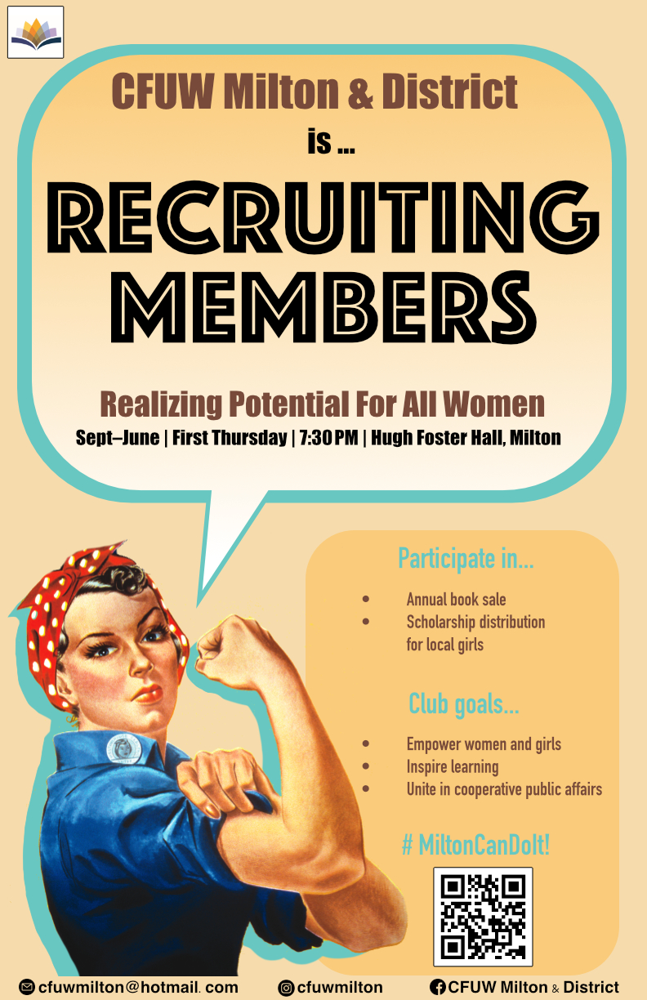 CFUW Milton & District
is ...
RECRUITING
MEMBERS
Realizing Potential For All Women
Sept–June | First Thursday | 7:30 PM | Hugh Foster Hall, Milton
Participate in...
• Annual book sale
• Scholarship distribution
for local girls
Club goals...
• Empower women and girls
• Inspire learning
• Unite in cooperative public affairs
# MiltonCanDoIt!
cfuwmilton@hotmail. com
cfuwmilton
CFUW Milton & District